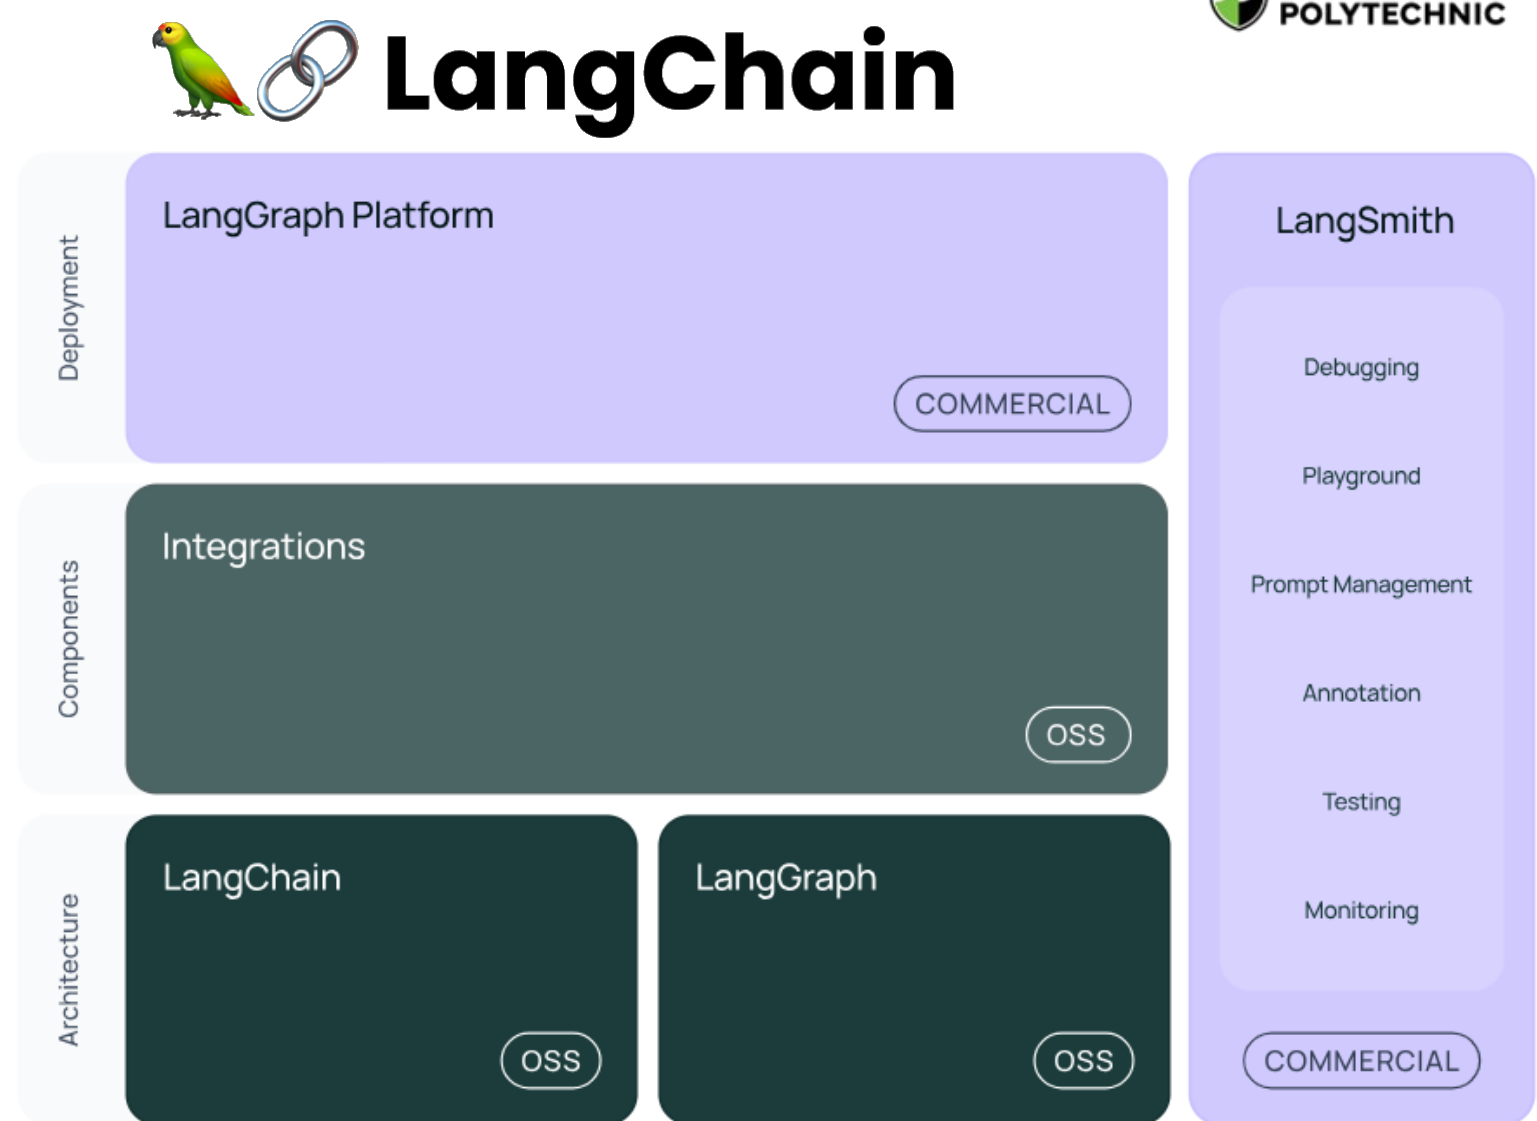 POLYTECHNIC
LangChain
Deployment
LangGraph Platform
COMMERCIAL
Components
Integrations
OSS
Architecture
LangChain
OSS
LangGraph
OSS
LangSmith
Debugging
Playground
Prompt Management
Annotation
Testing
Monitoring
COMMERCIAL